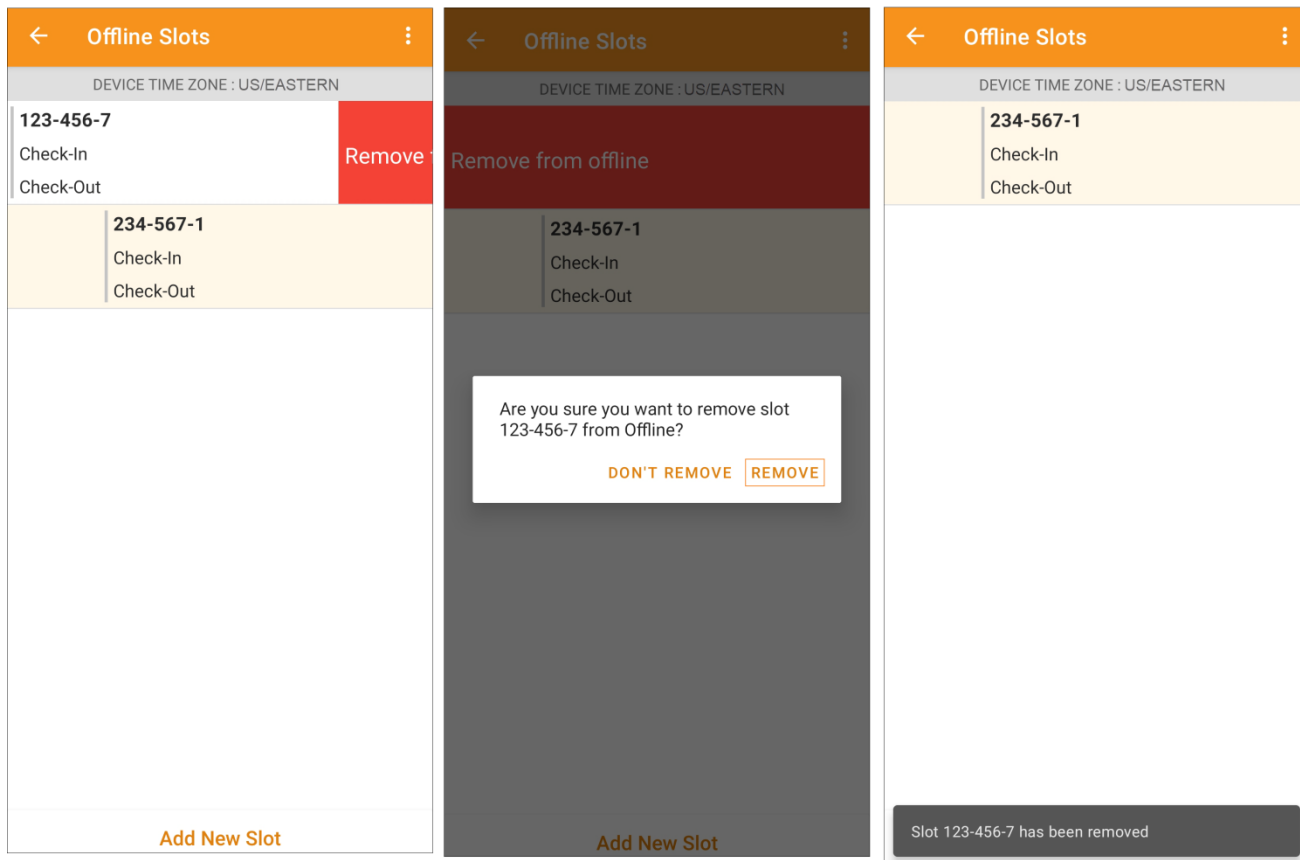 Offline Slots
DEVICE TIME ZONE : US/EASTERN
123-456-7
Check-In
Check-Out
Remove
234-567-1
Check-In
Check-Out
Add New Slot
Offline Slots
DEVICE TIME ZONE : US/EASTERN
Remove from offline
234-567-1
Check-In
Check-Out
Are you sure you want to remove slot
123-456-7 from Offline?
DON'T REMOVE REMOVE
Add New Slot
Offline Slots
DEVICE TIME ZONE : US/EASTERN
234-567-1
Check-In
Check-Out
Slot 123-456-7 has been removed